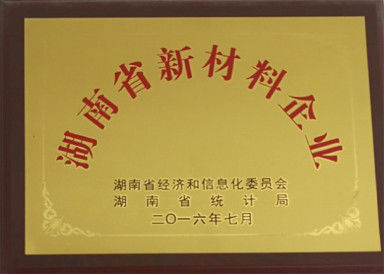 湖南省新材料企业
湖南省经济和信息化委员会
湖南省统计局
二〇一六年七月